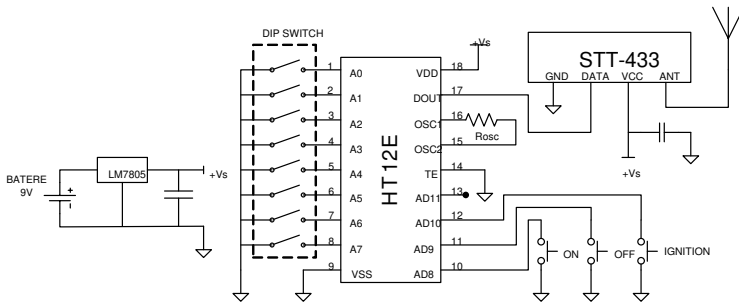 DIP SWITCH
+Vs
STT-433
GND DATA VCC ANT
1 A0 VDD 18
2 A1 DOUT 17
3 A2 OSC1 16
Rosc
4 A3 OSC2 15
5 A4 TE 14
6 A5 AD11 13
7 A6 AD10 12
8 A7 AD9 11
9 VSS AD8 10
HT12E
+Vs
BATERE
9V
LM7805
+Vs
ON
OFF
IGNITION